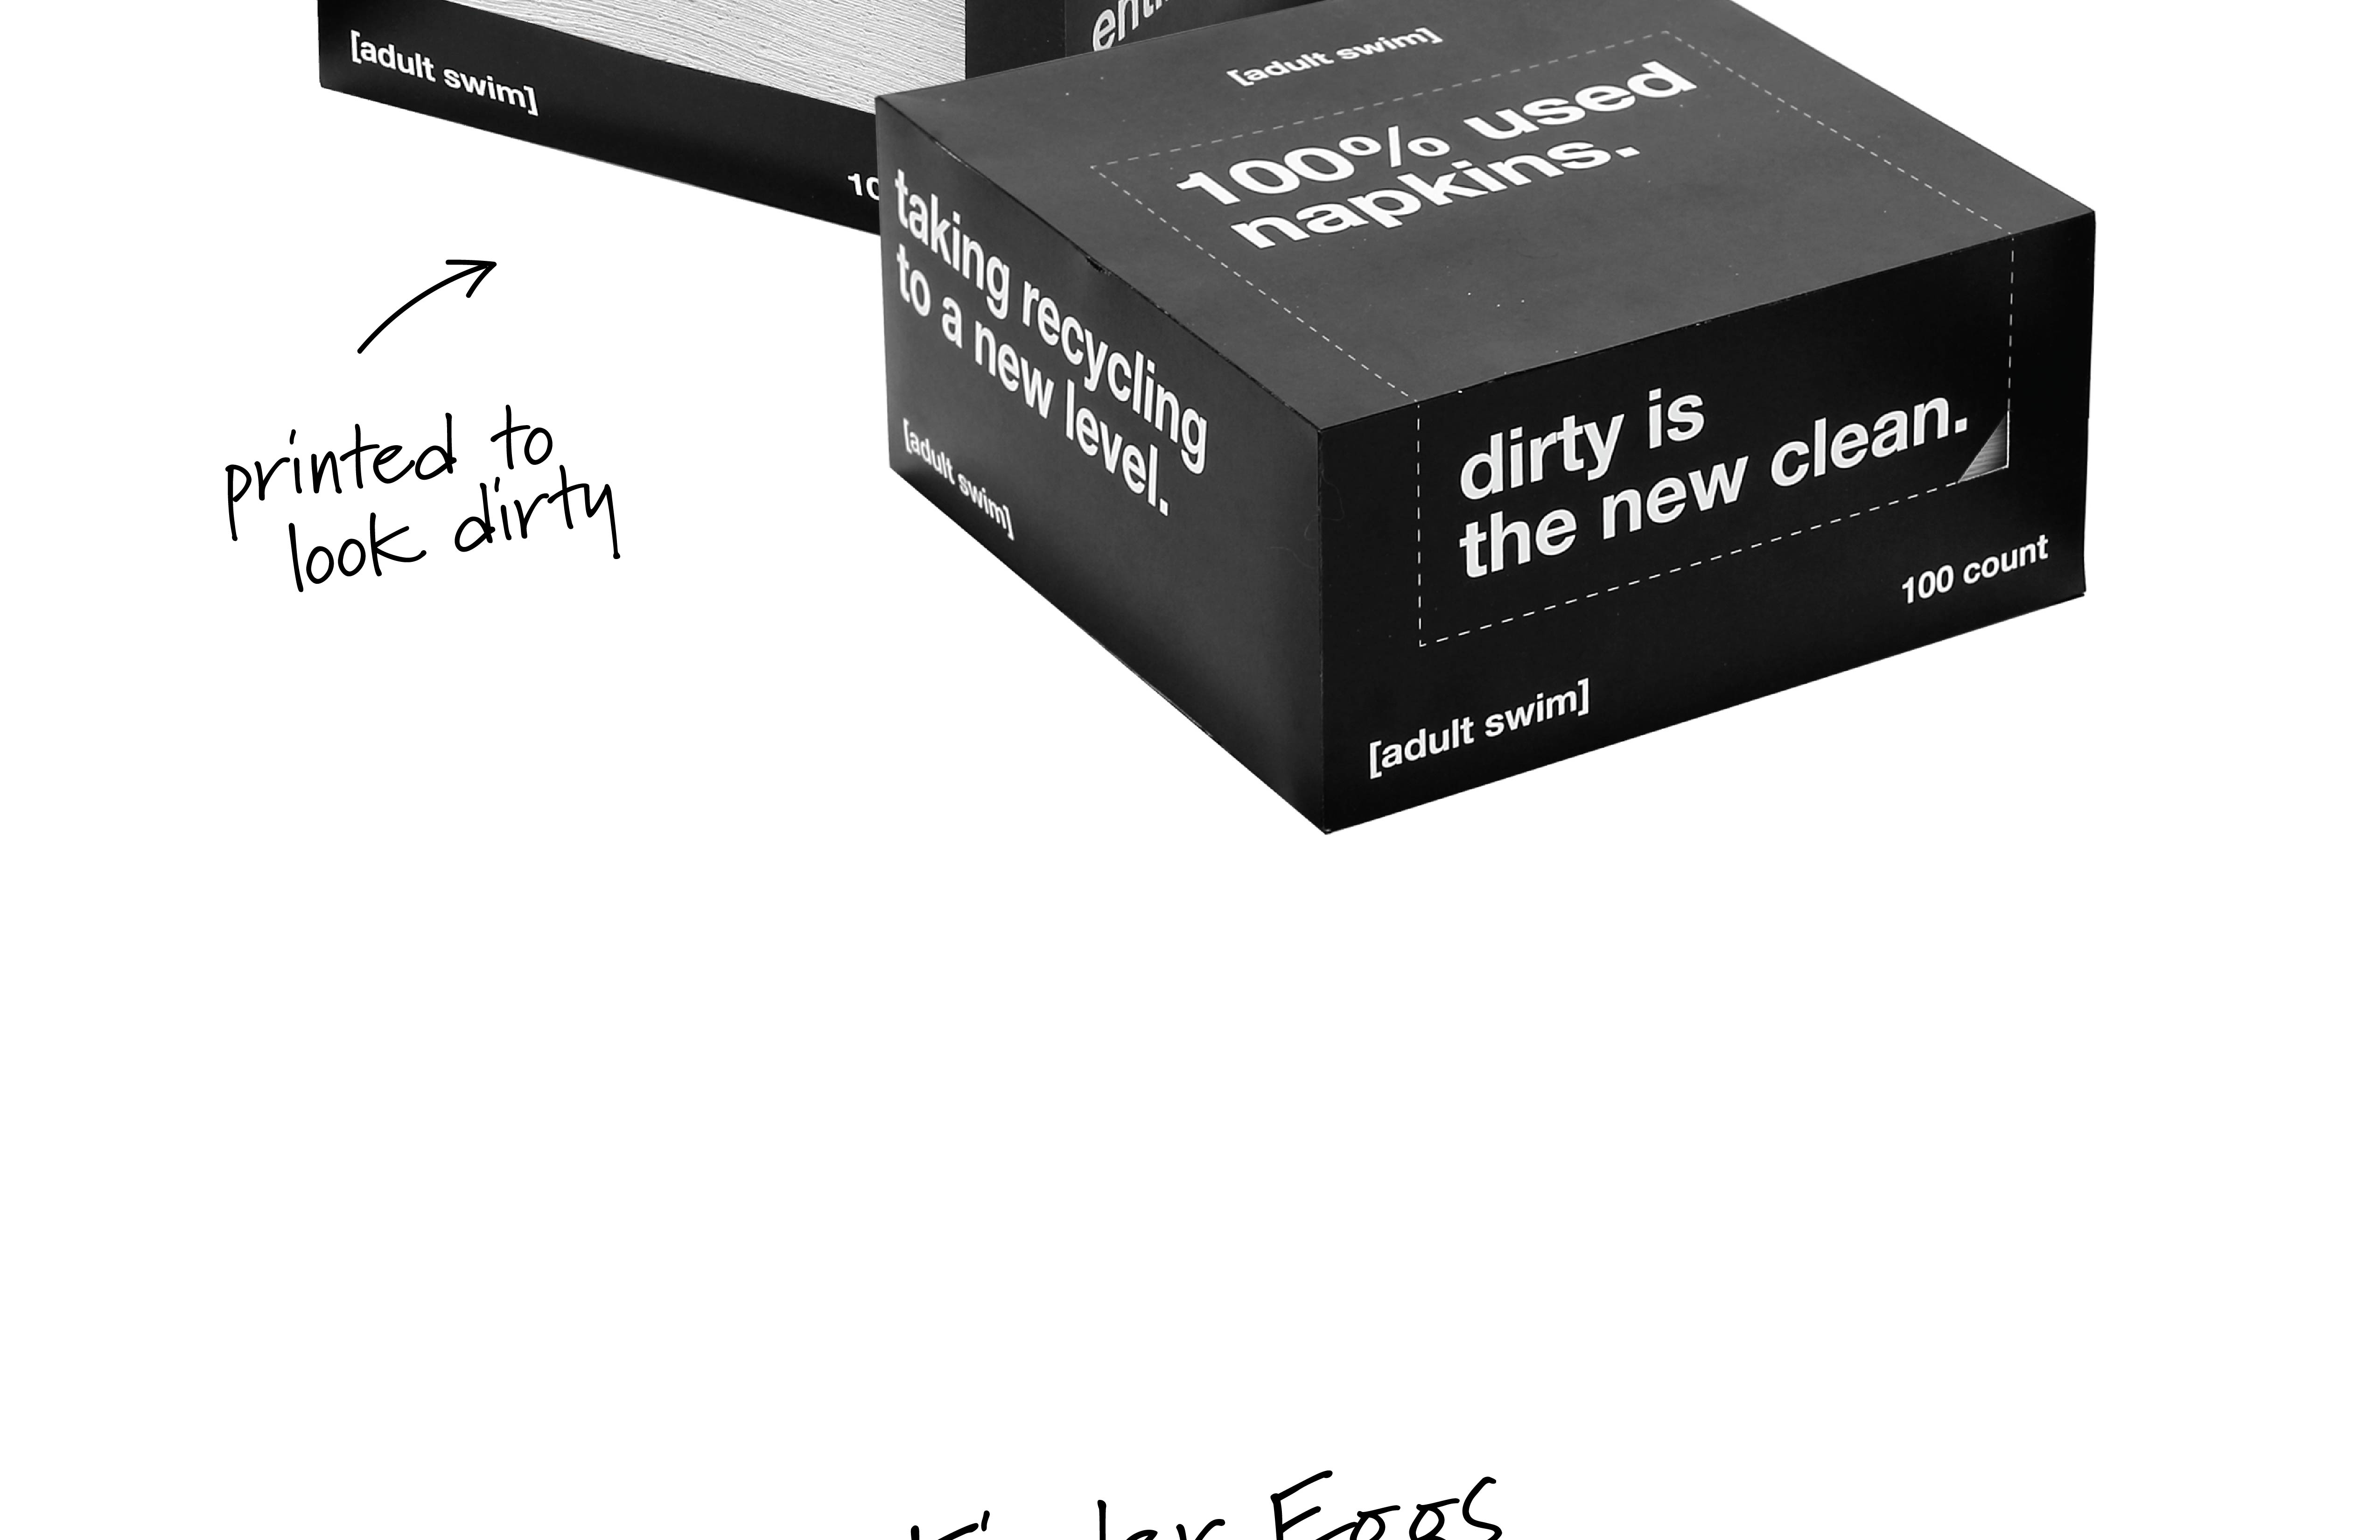 [adult swim]
[adult swim]
100% used
napkins.
taking recycling
to a new level.
[adult swim]
dirty is
the new clean.
100 count
[adult swim]
printed to
look dirty
Eggs